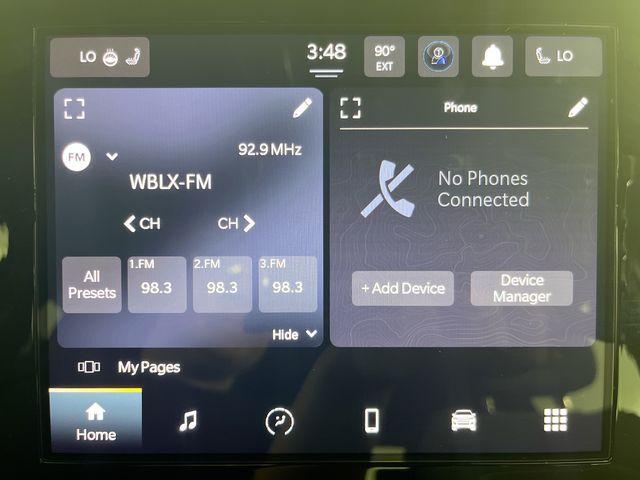 LO
3:48
90°
EXT
LO
92.9 MHz
FM
WBLX-FM
CH
CH
All
Presets
1.FM
98.3
2.FM
98.3
3.FM
98.3
Hide
Phone
No Phones
Connected
+ Add Device
Device
Manager
My Pages
Home